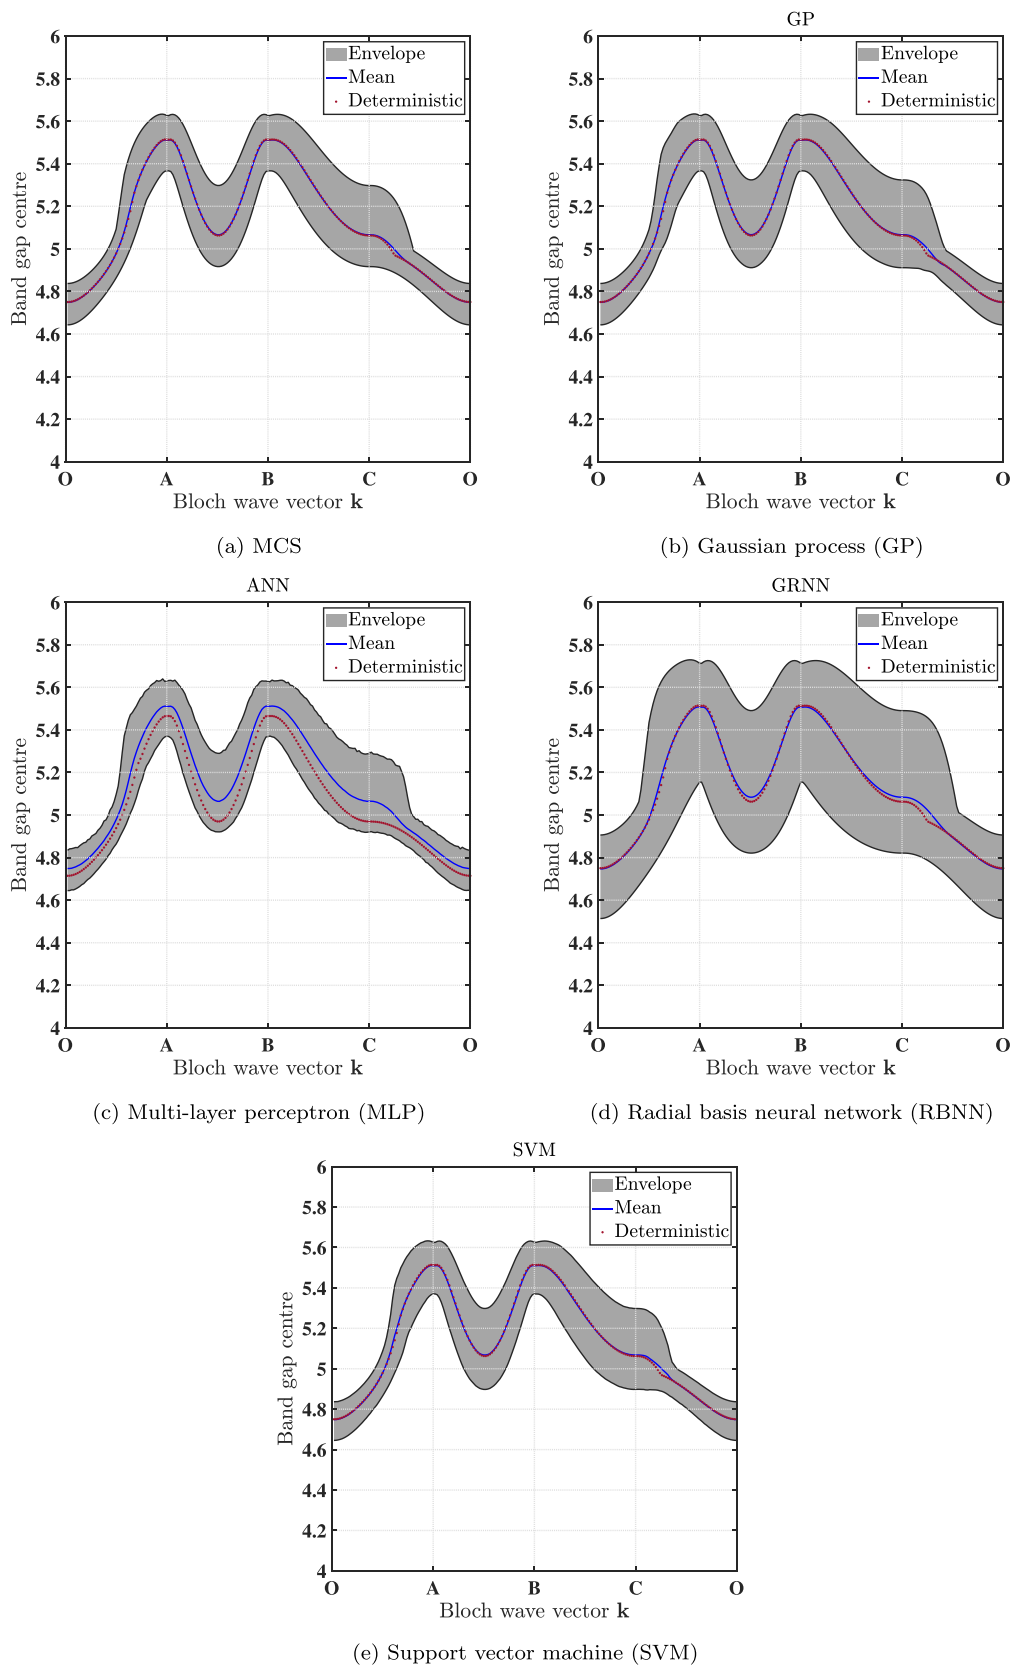 6
5.8
5.6
5.4
5.2
5
4.8
4.6
4.4
4.2
4
Band gap centre
Envelope
Mean
Deterministic
O A B C O
Bloch wave vector k
(a) MCS
GP
6
5.8
5.6
5.4
5.2
5
4.8
4.6
4.4
4.2
4
Band gap centre
Envelope
Mean
Deterministic
O A B C O
Bloch wave vector k
(b) Gaussian process (GP)
ANN
6
5.8
5.6
5.4
5.2
5
4.8
4.6
4.4
4.2
4
Band gap centre
Envelope
Mean
Deterministic
O A B C O
Bloch wave vector k
(c) Multi-layer perceptron (MLP)
GRNN
6
5.8
5.6
5.4
5.2
5
4.8
4.6
4.4
4.2
4
Band gap centre
Envelope
Mean
Deterministic
O A B C O
Bloch wave vector k
(d) Radial basis neural network (RBNN)
SVM
6
5.8
5.6
5.4
5.2
5
4.8
4.6
4.4
4.2
4
Band gap centre
Envelope
Mean
Deterministic
O A B C O
Bloch wave vector k
(e) Support vector machine (SVM)